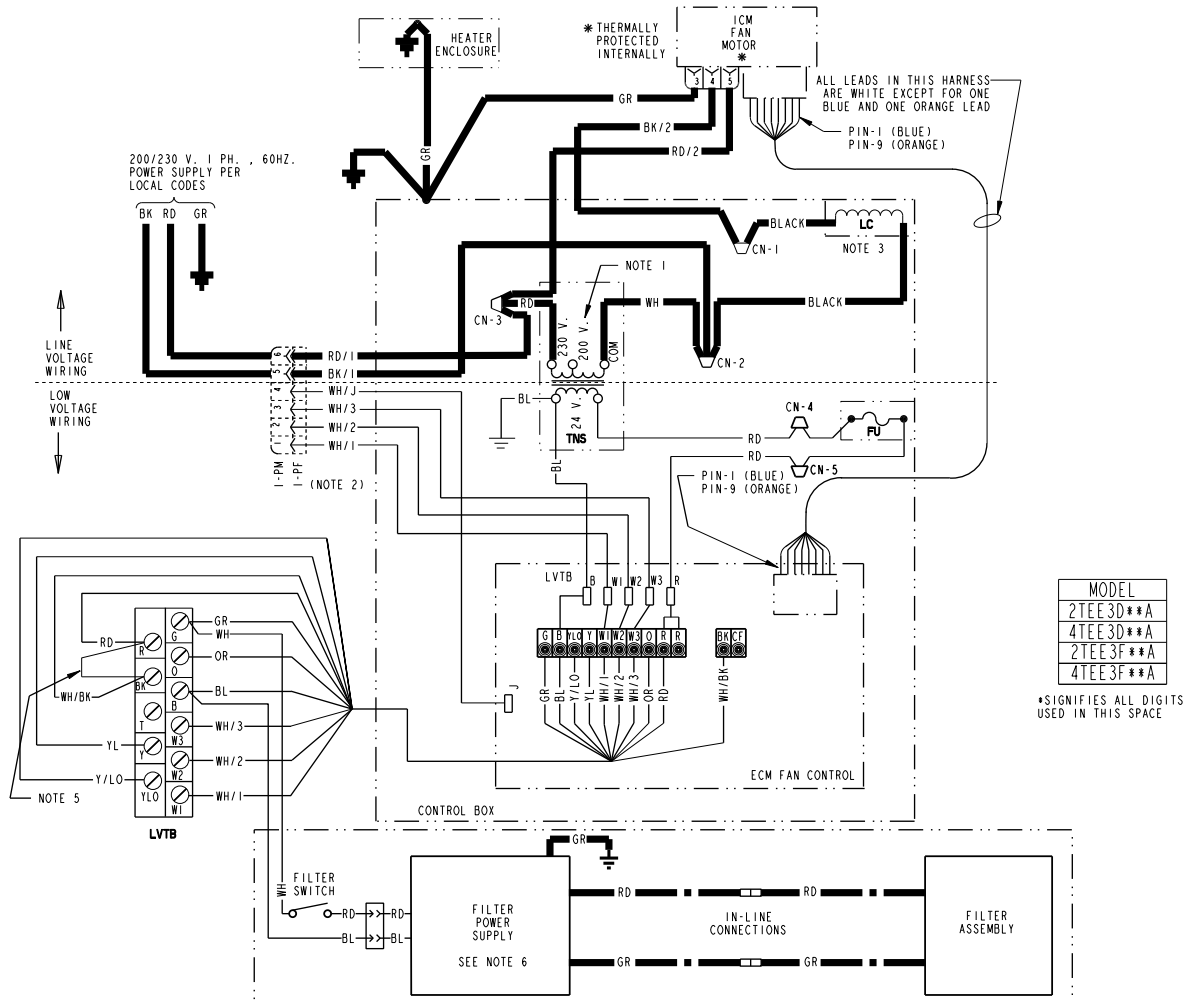 HEATER
ENCLOSURE
✱ THERMALLY
PROTECTED
INTERNALLY
ICM
FAN
MOTOR
✱
3 4 5
ALL LEADS IN THIS HARNESS
ARE WHITE EXCEPT FOR ONE
BLUE AND ONE ORANGE LEAD
PIN-1 (BLUE)
PIN-9 (ORANGE)
GR
BK/2
RD/2
GR
200/230 V. 1 PH. , 60HZ.
POWER SUPPLY PER
LOCAL CODES
BK RD GR
BLACK
LC
CN-1
NOTE 3
NOTE 1
RD
WH
BLACK
CN-3
230 V.
200 V.
COM
CN-2
LINE
VOLTAGE
WIRING
LOW
VOLTAGE
WIRING
6 RD/1
5 BK/1
4 WH/J
3 WH/3
2 WH/2
1 WH/1
1-PM
1-PF
(NOTE 2)
BL
24 V.
TNS
BL
CN-4
RD
FU
RD
CN-5
PIN-1 (BLUE)
PIN-9 (ORANGE)
LVTB
B W1 W2 W3 R
G B YLO Y W1 W2 W3 O R R
BK CF
GR BL Y/LO YL WH/1 WH/2 WH/3 OR RD
WH/BK
J
ECM FAN CONTROL
CONTROL BOX
RD
R
WH/BK
BK
T
YL
Y
Y/LO
YLO
NOTE 5
G
GR
WH
O
OR
B
BL
W3
WH/3
W2
WH/2
W1
WH/1
LVTB
MODEL
2TEE3D**A
4TEE3D**A
2TEE3F**A
4TEE3F**A
*SIGNIFIES ALL DIGITS
USED IN THIS SPACE
GR
WH
FILTER
SWITCH
RD RD
BL BL
FILTER
POWER
SUPPLY
SEE NOTE 6
RD RD
IN-LINE
CONNECTIONS
GR GR
FILTER
ASSEMBLY